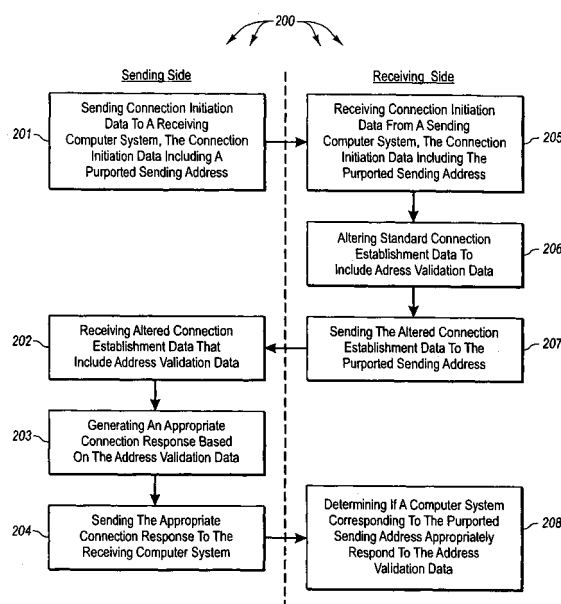 200
Sending Side
Receiving Side
201
Sending Connection Initiation
Data To A Receiving
Computer System, The Connection
Initiation Data Including A
Purported Sending Address
Receiving Connection Initiation
Data From A Sending
Computer System, The Connection
Initiation Data Including The
Purported Sending Address
205
Altering Standard Connection
Establishment Data To
Include Adress Validation Data
206
202
Receiving Altered Connection
Establishment Data That
Include Address Validation Data
Sending The Altered Connection
Establishment Data To The
Purported Sending Address
207
203
Generating An Appropriate
Connection Response Based
On The Address Validation Data
204
Sending The Appropriate
Connection Response To The
Receiving Computer System
Determining If A Computer System
Corresponding To The Purported
Sending Address Appropriately
Respond To The Address
Validation Data
208